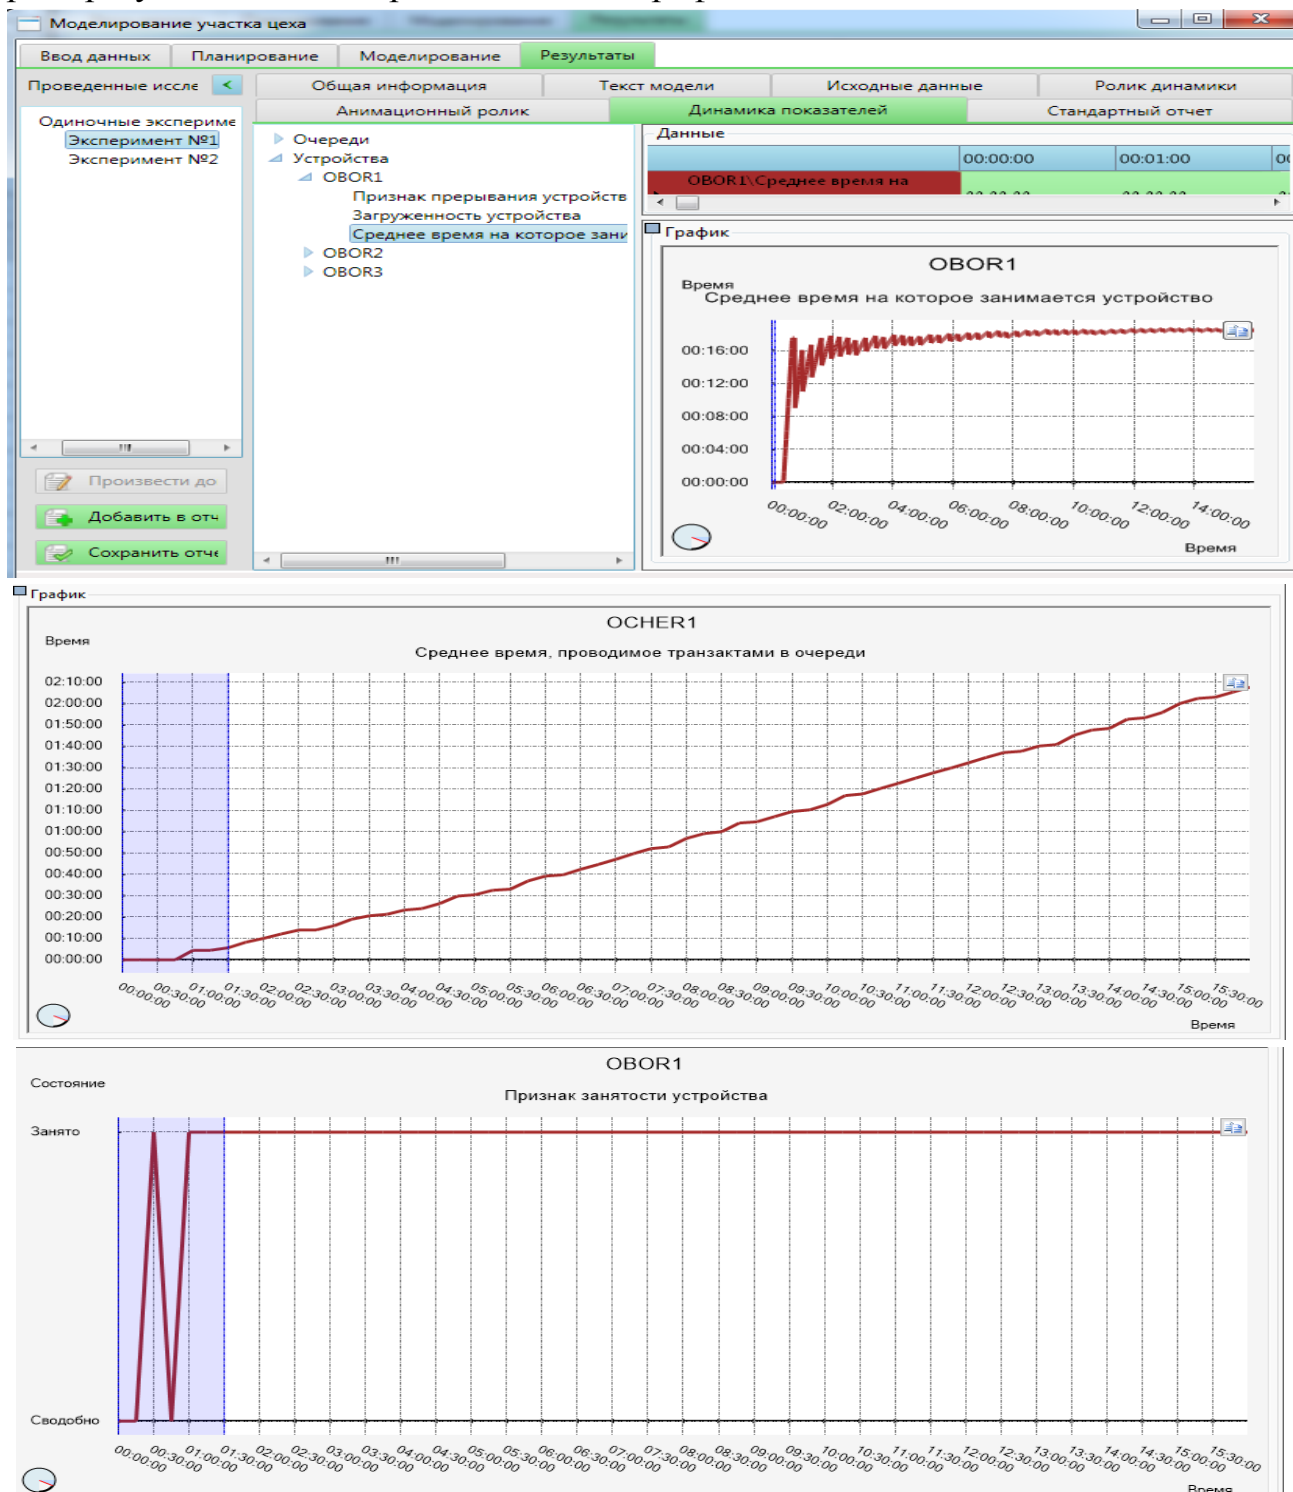 Моделирование участка цеха
Ввод данных Планирование Моделирование Результаты
Проведенные иссле <
Общая информация Текст модели Исходные данные Ролик динамики
Анимационный ролик Динамика показателей Стандартный отчет
Одиночные экспериме
Эксперимент №1
Эксперимент №2
Произвести до
Добавить в отч
Сохранить отче
Очереди
Устройства
OBOR1
Признак прерывания устройств
Загруженность устройства
Среднее время на которое зани
OBOR2
OBOR3
Данные
00:00:00 00:01:00
OBOR1\Среднее время на
График
OBOR1
Время
Среднее время на которое занимается устройство
00:16:00
00:12:00
00:08:00
00:04:00
00:00:00
00:00:00 02:00:00 04:00:00 06:00:00 08:00:00 10:00:00 12:00:00 14:00:00
Время
График
OCHER1
Время
Среднее время, проводимое транзактами в очереди
02:10:00
02:00:00
01:50:00
01:40:00
01:30:00
01:20:00
01:10:00
01:00:00
00:50:00
00:40:00
00:30:00
00:20:00
00:10:00
00:00:00
00:00:00 00:30:00 01:00:00 01:30:00 02:00:00 02:30:00 03:00:00 03:30:00 04:00:00 04:30:00 05:00:00 05:30:00 06:00:00 06:30:00 07:00:00 07:30:00 08:00:00 08:30:00 09:00:00 09:30:00 10:00:00 10:30:00 11:00:00 11:30:00 12:00:00 12:30:00 13:00:00 13:30:00 14:00:00 14:30:00 15:00:00 15:30:00
Время
OBOR1
Состояние
Признак занятости устройства
Занято
Сводобно
00:00:00 00:30:00 01:00:00 01:30:00 02:00:00 02:30:00 03:00:00 03:30:00 04:00:00 04:30:00 05:00:00 05:30:00 06:00:00 06:30:00 07:00:00 07:30:00 08:00:00 08:30:00 09:00:00 09:30:00 10:00:00 10:30:00 11:00:00 11:30:00 12:00:00 12:30:00 13:00:00 13:30:00 14:00:00 14:30:00 15:00:00 15:30:00
Время